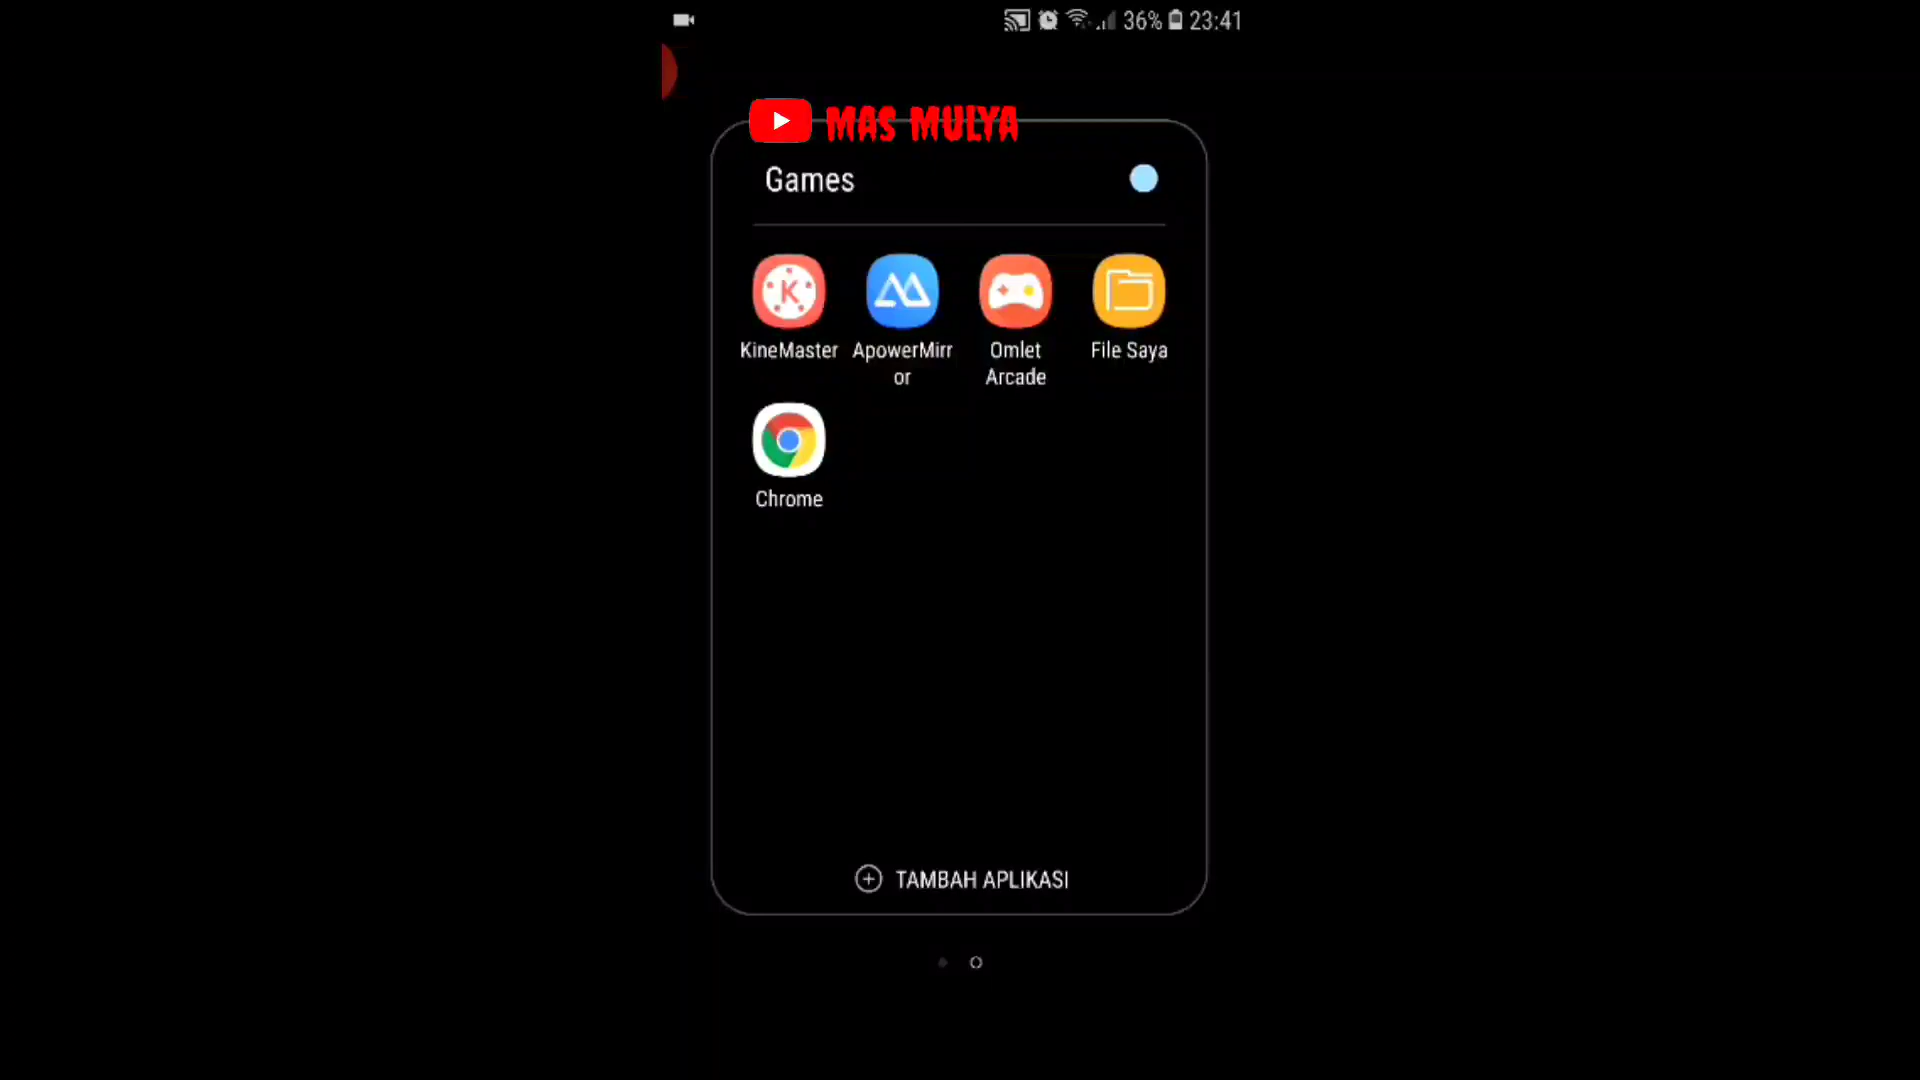 36% 23:41
MAS MULYA
Games
KineMaster
ApowerMirr
or
Omlet
Arcade
File Saya
Chrome
TAMBAH APLIKASI